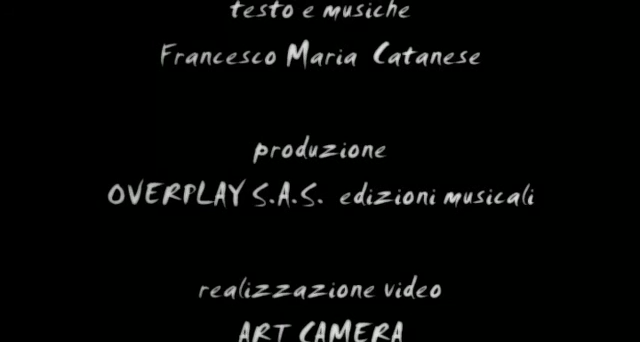 testo e musiche
Francesco Maria Catanese
produzione
OVERPLAY S.A.S. edizioni musicali
realizzazione video
ART CAMERA